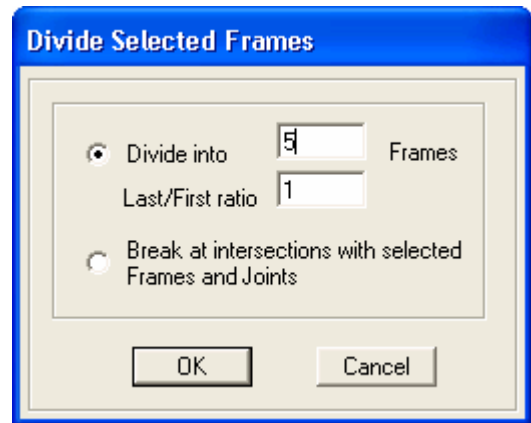 Divide Selected Frames
Divide into 5 Frames
Last/First ratio 1
Break at intersections with selected
Frames and Joints
OK Cancel